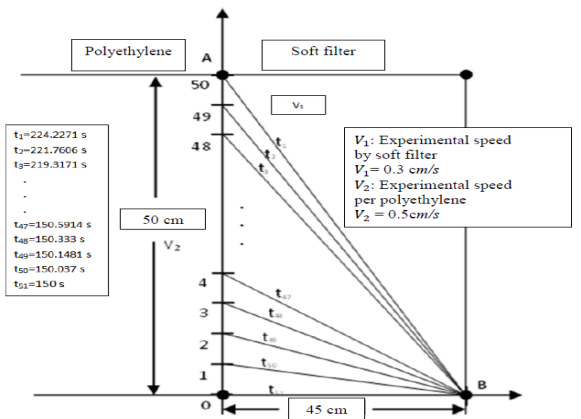 A
Polyethylene
Soft filter
50
49
48
V₁
t₁
t₂
t₃
t₁=224.2271 s
t₂=221.7606 s
t₃=219.3171 s
.
.
.
t₄₇=150.5914 s
t₄₈=150.333 s
t₄₉=150.1481 s
t₅₀=150.037 s
t₅₁=150 s
V₁: Experimental speed
by soft filter
V₁= 0.3 cm/s
V₂: Experimental speed
per polyethylene
V₂ = 0.5cm/s
50 cm
V₂
.
.
.
4
3
2
1
0
t₄₇
t₄₈
t₄₉
t₅₀
t₅₁
B
45 cm